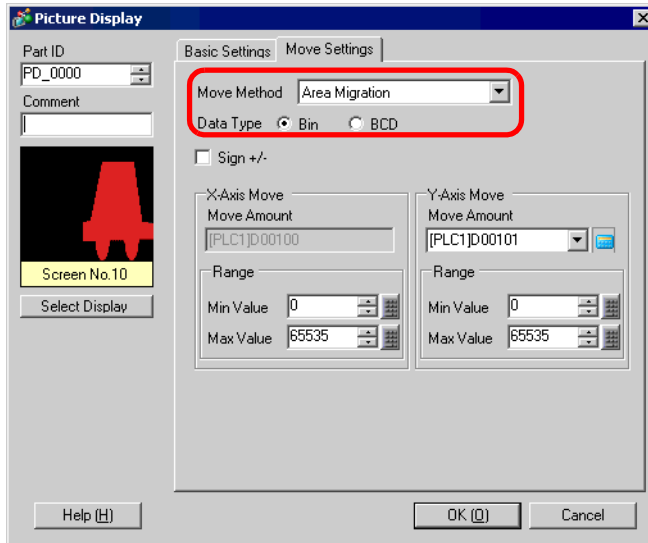 Picture Display
Part ID
PD_0000
Comment
Screen No.10
Select Display
Basic Settings Move Settings
Move Method Area Migration
Data Type Bin BCD
Sign +/-
X-Axis Move
Move Amount
[PLC1]D00100
Range
Min Value 0
Max Value 65535
Y-Axis Move
Move Amount
[PLC1]D00101
Range
Min Value 0
Max Value 65535
Help (H) OK (O) Cancel